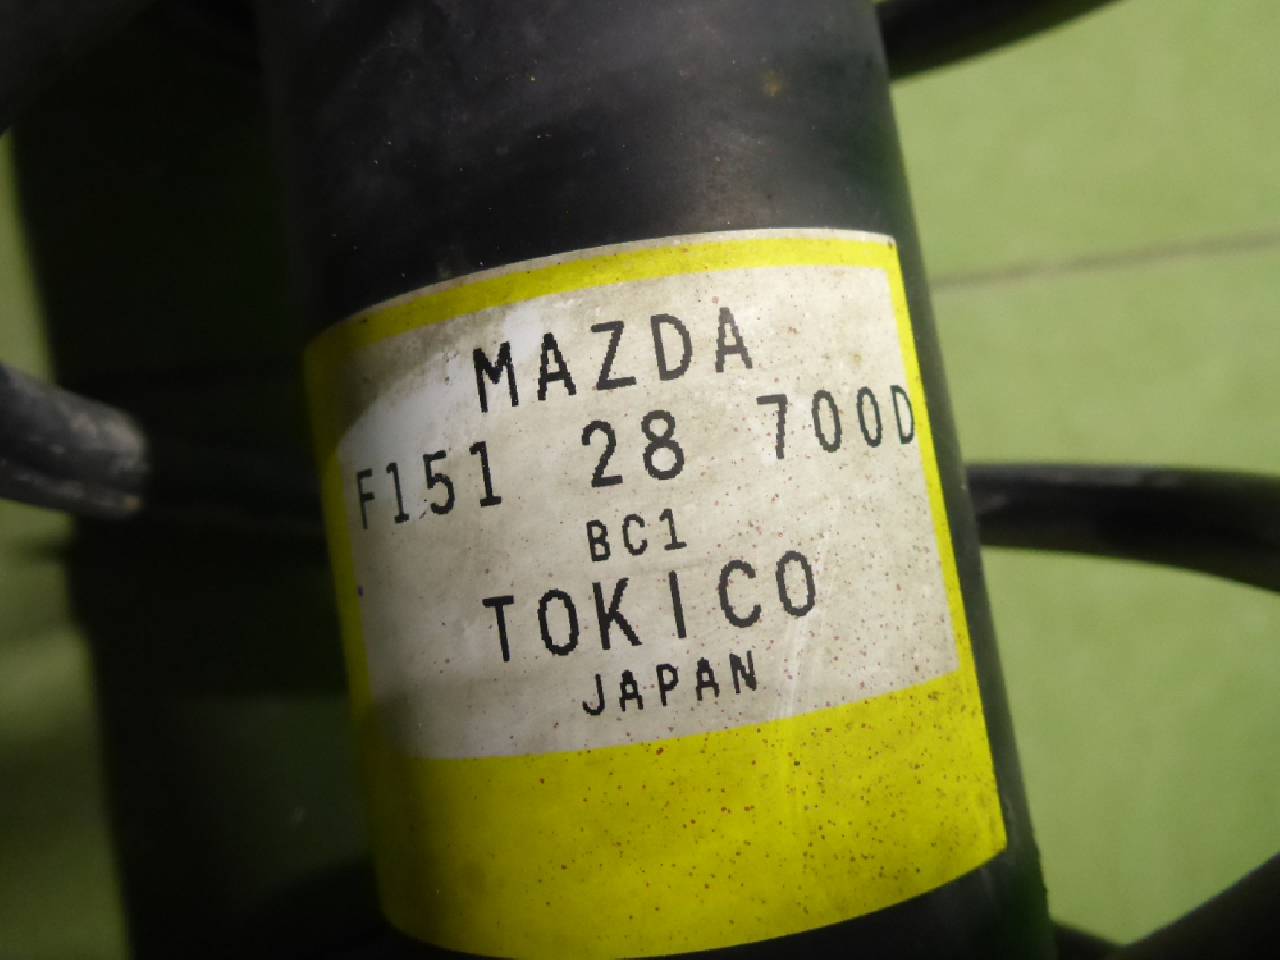 MAZDA
F151 28 700D
BC1
TOKICO
JAPAN